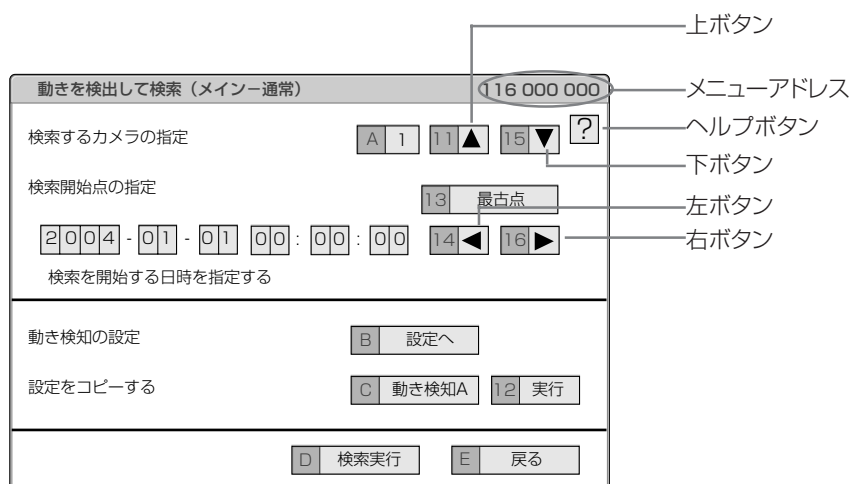 上ボタン
動きを検出して検索（メインー通常） 116 000 000 メニューアドレス
検索するカメラの指定 A 1 11 ▲ 15 ▼ ? ヘルプボタン
下ボタン
検索開始点の指定 13 最古点 左ボタン
2004 - 01 - 01 00 : 00 : 00 14 ◀ 16 ▶ 右ボタン
検索を開始する日時を指定する
動き検知の設定 B 設定へ
設定をコピーする C 動き検知A 12 実行
D 検索実行 E 戻る